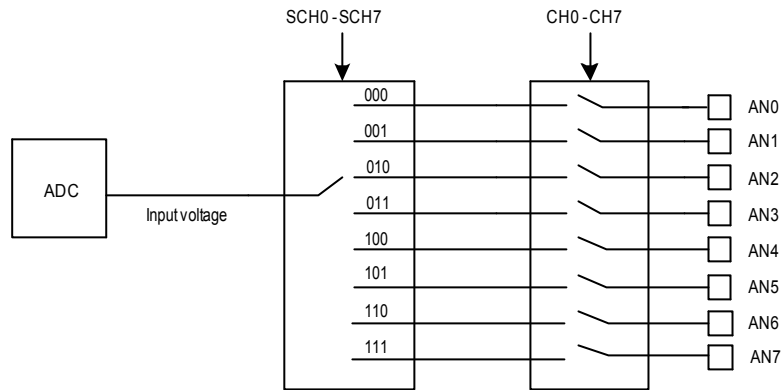 SCH0-SCH7 CH0-CH7
000 AN0
001 AN1
010 AN2
ADC
Input voltage
011 AN3
100 AN4
101 AN5
110 AN6
111 AN7